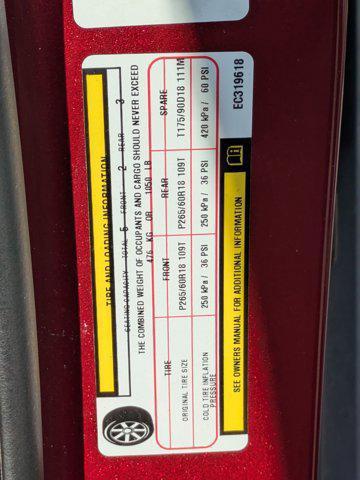 TIRE AND LOADING INFORMATION
SEATING CAPACITY TOTAL 5 FRONT 2 REAR 3
THE COMBINED WEIGHT OF OCCUPANTS AND CARGO SHOULD NEVER EXCEED
476 KG OR 1050 LB
TIRE FRONT REAR SPARE
ORIGINAL TIRE SIZE P265/60R18 109T P265/60R18 109T T175/90D18 111M
COLD TIRE INFLATION PRESSURE 250 kPa / 36 PSI 250 kPa / 36 PSI 420 kPa / 60 PSI
SEE OWNERS MANUAL FOR ADDITIONAL INFORMATION
EC319618